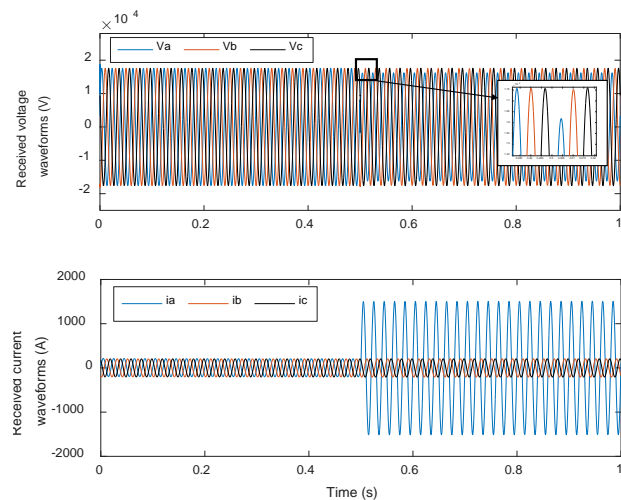 × 10 4
Va Vb Vc
2
1
0
-1
-2
Received voltage
waveforms (V)
0 0.2 0.4 0.6 0.8 1
2000
ia ib ic
1000
0
-1000
-2000
Received current
waveforms (A)
0 0.2 0.4 0.6 0.8 1
Time (s)